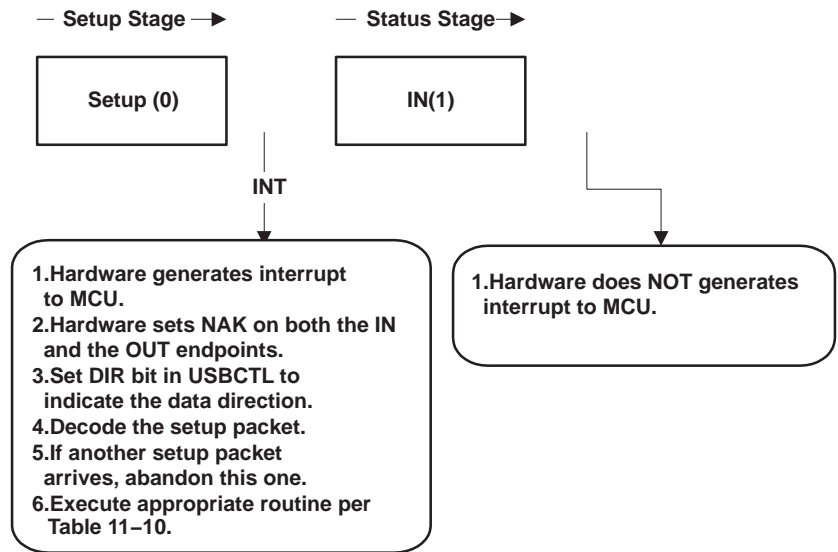 Setup Stage
Status Stage
Setup (0)
IN(1)
INT
1.Hardware generates interrupt
to MCU.
2.Hardware sets NAK on both the IN
and the OUT endpoints.
3.Set DIR bit in USBCTL to
indicate the data direction.
4.Decode the setup packet.
5.If another setup packet
arrives, abandon this one.
6.Execute appropriate routine per
Table 11−10.
1.Hardware does NOT generates
interrupt to MCU.